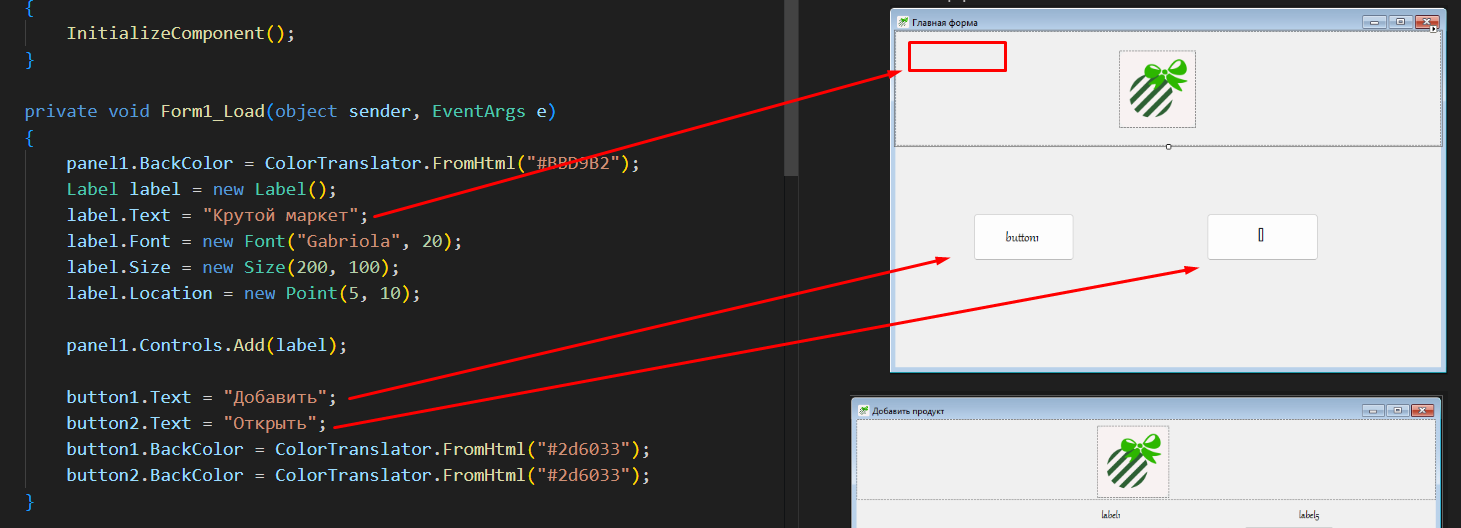 {
InitializeComponent();
}
private void Form1_Load(object sender, EventArgs e)
{
panel1.BackColor = ColorTranslator.FromHtml("#BBD9B2");
Label label = new Label();
label.Text = "Крутой маркет";
label.Font = new Font("Gabriola", 20);
label.Size = new Size(200, 100);
label.Location = new Point(5, 10);
panel1.Controls.Add(label);
button1.Text = "Добавить";
button2.Text = "Открыть";
button1.BackColor = ColorTranslator.FromHtml("#2d6033");
button2.BackColor = ColorTranslator.FromHtml("#2d6033");
}
Главная форма
button1
Добавить продукт
label1 label5